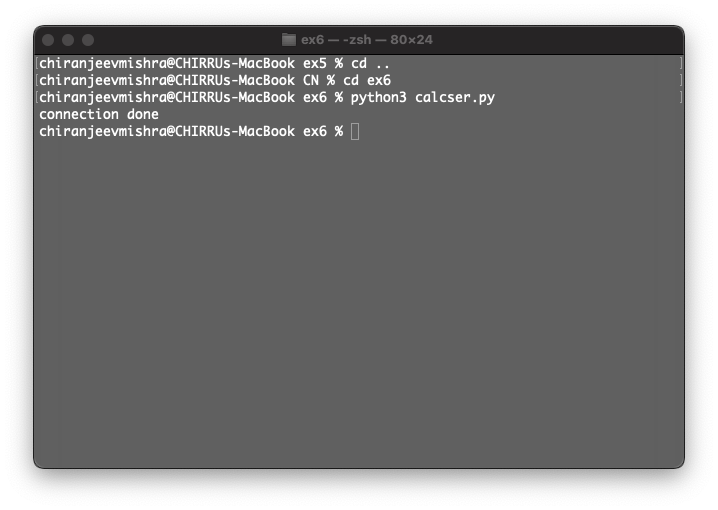 ex6 — -zsh — 80×24
[chiranjeevmishra@CHIRRUs-MacBook ex5 % cd .. ]
[chiranjeevmishra@CHIRRUs-MacBook CN % cd ex6 ]
[chiranjeevmishra@CHIRRUs-MacBook ex6 % python3 calcser.py ]
connection done
chiranjeevmishra@CHIRRUs-MacBook ex6 %